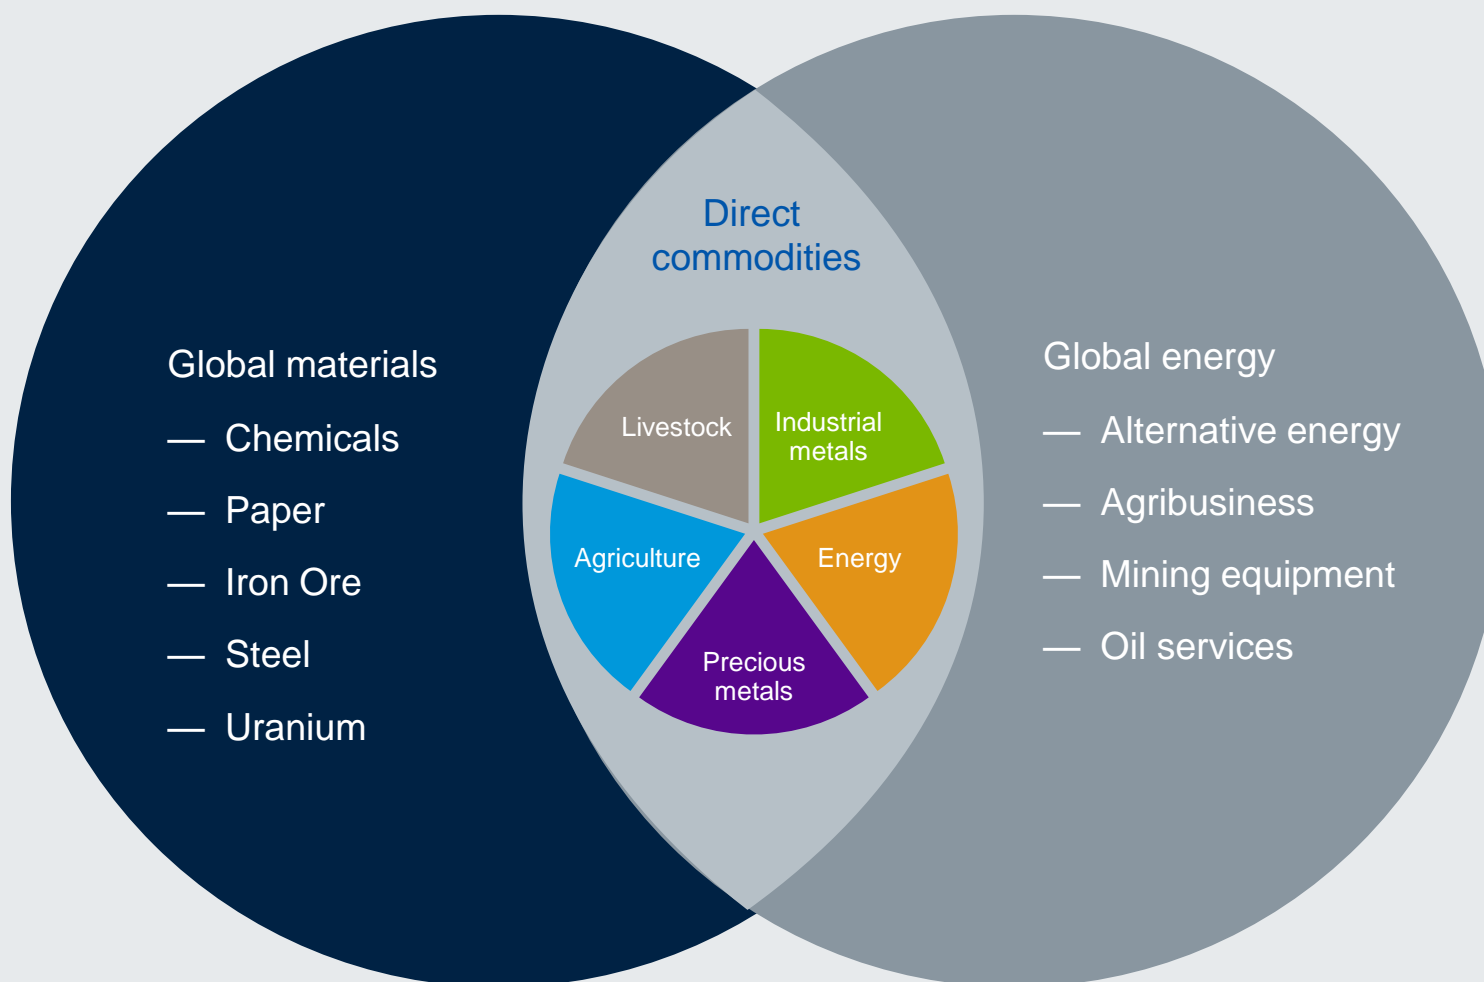 Direct
commodities
Global materials
— Chemicals
— Paper
— Iron Ore
— Steel
— Uranium
Livestock
Industrial
metals
Agriculture
Energy
Precious
metals
Global energy
— Alternative energy
— Agribusiness
— Mining equipment
— Oil services